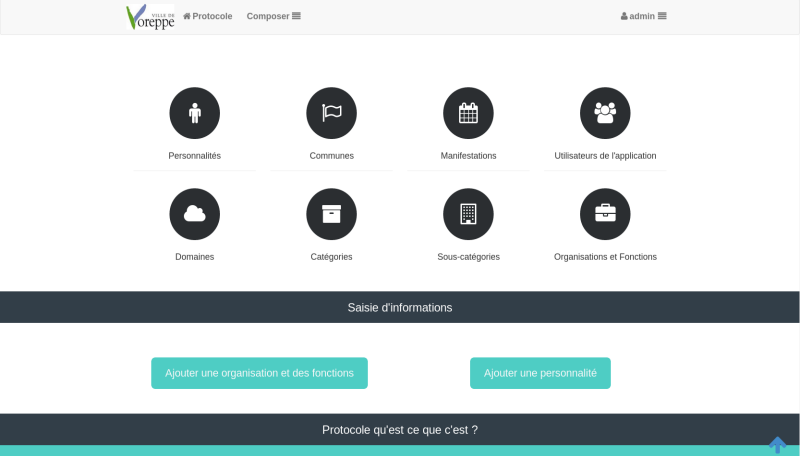 VILLE DE
Voreppe
Protocole
Composer
admin
Personnalités
Communes
Manifestations
Utilisateurs de l'application
Domaines
Catégories
Sous-catégories
Organisations et Fonctions
Saisie d'informations
Ajouter une organisation et des fonctions
Ajouter une personnalité
Protocole qu'est ce que c'est ?